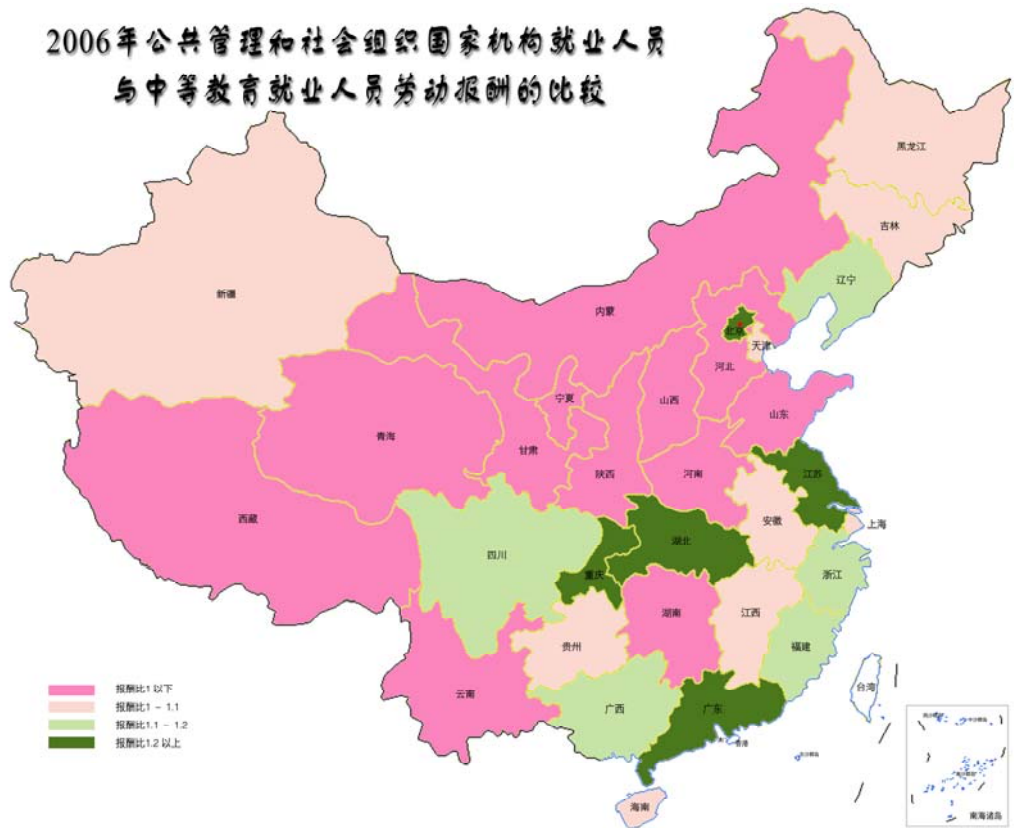 2006年公共管理和社会组织国家机构就业人员
与中等教育就业人员劳动报酬的比较
黑龙江
吉林
辽宁
新疆
内蒙
北京
天津
河北
宁夏
山西
山东
青海
甘肃
陕西
河南
江苏
西藏
安徽
上海
四川
湖北
重庆
浙江
湖南
江西
贵州
福建
云南
台湾
广西
广东
香港
海南
南海诸岛
报酬比1 以下
报酬比1 – 1.1
报酬比1.1 – 1.2
报酬比1.2 以上